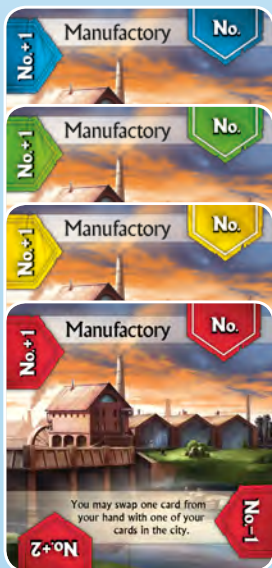 No.+1 Manufactory No.
No.+1 Manufactory No.
No.+1 Manufactory No.
No.+1 Manufactory No.
You may swap one card from
your hand with one of your
cards in the city.
No.-1
No.+2